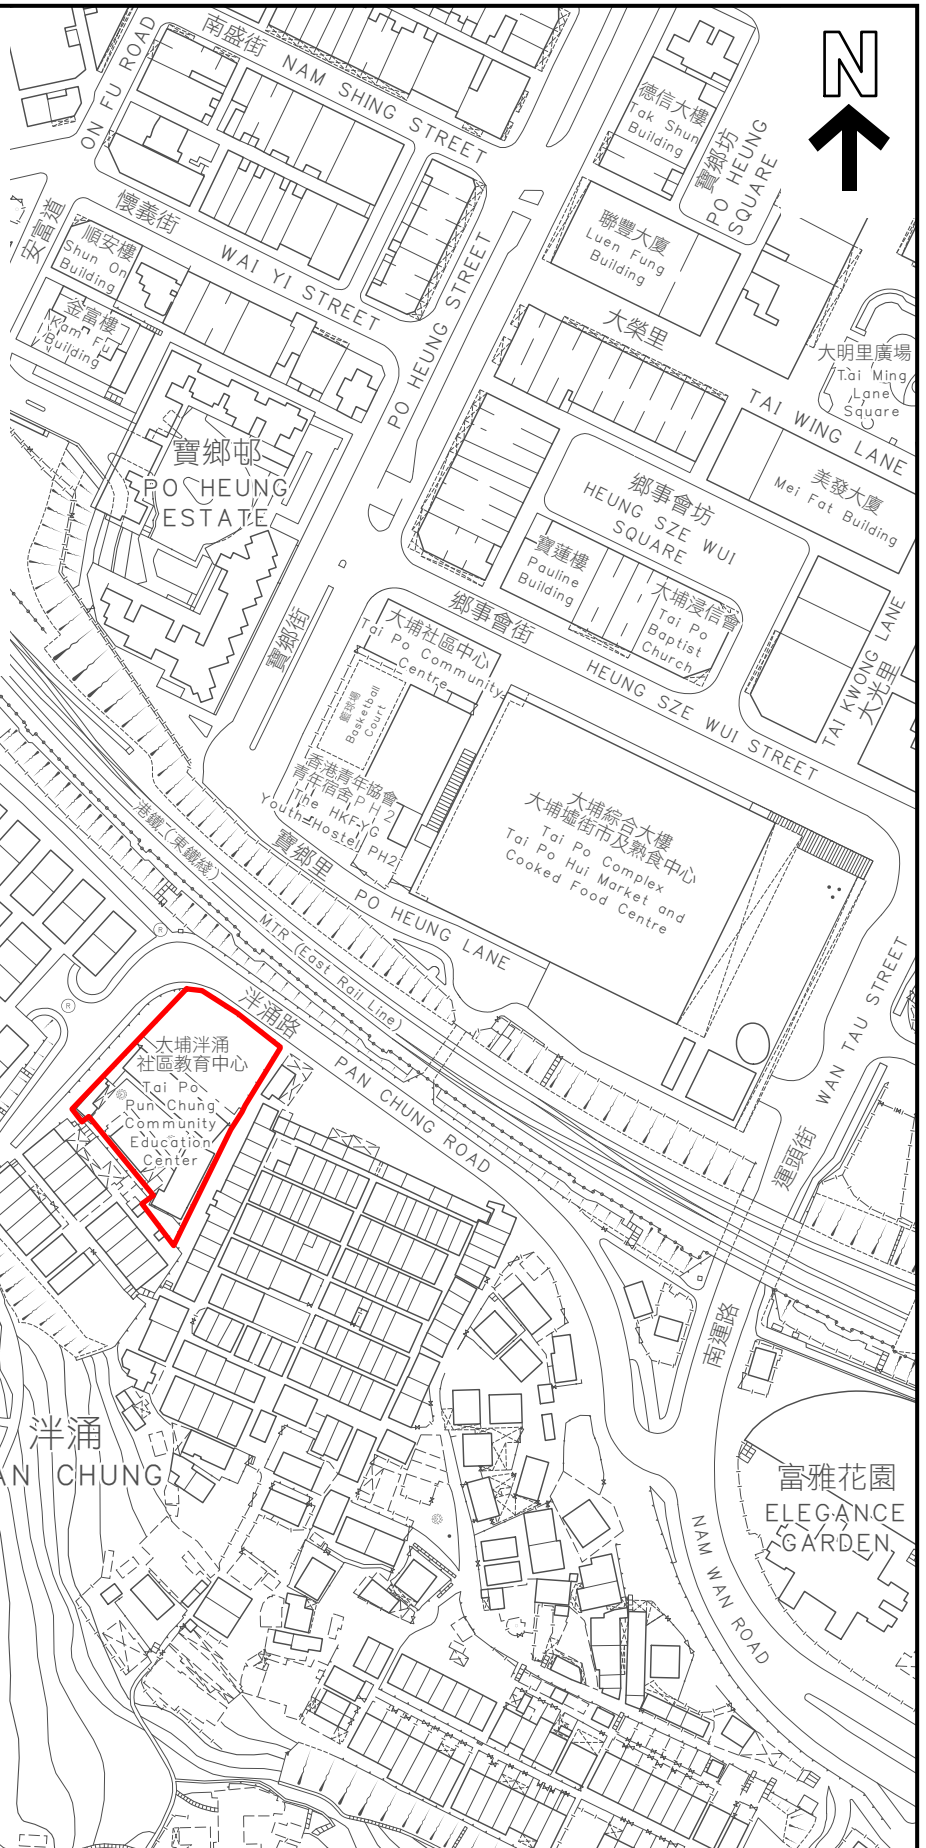 N
南盛街
NAM SHING STREET
ON FU ROAD
安富道
德信大樓
Tak Shun
Building
寶鄉坊
PO HEUNG
SQUARE
懷義街
WAI YI STREET
順安樓
Shun On
Building
金富樓
Kam Fu
Building
聯豐大廈
Luen Fung
Building
PO HEUNG STREET
大榮里
TAI WING LANE
大明里廣場
Tai Ming
Lane
Square
寶鄉邨
PO HEUNG
ESTATE
美發大廈
Mei Fat Building
鄉事會坊
HEUNG SZE WUI
SQUARE
寶蓮樓
Pauline
Building
大埔浸信會
Tai Po
Baptist
Church
鄉事會街
HEUNG SZE WUI STREET
TAI KWONG LANE
大光里
寶鄉街
大埔社區中心
Tai Po Community
Centre
籃球場
Basketball
Court
香港青年協會
青年宿舍PH2
The HKFYG
Youth Hostel PH2
寶鄉里
PO HEUNG LANE
大埔綜合大樓
大埔墟街市及熟食中心
Tai Po Complex
Tai Po Hui Market and
Cooked Food Centre
港鐵(東鐵綫)
MTR (East Rail Line)
R
R
泮涌路
PAN CHUNG ROAD
大埔泮涌
社區教育中心
Tai Po
Pun Chung
Community
Education
Center
WAN TAU STREET
運頭街
南運路
NAM WAN ROAD
泮涌
AN CHUNG
富雅花園
ELEGANCE
GARDEN